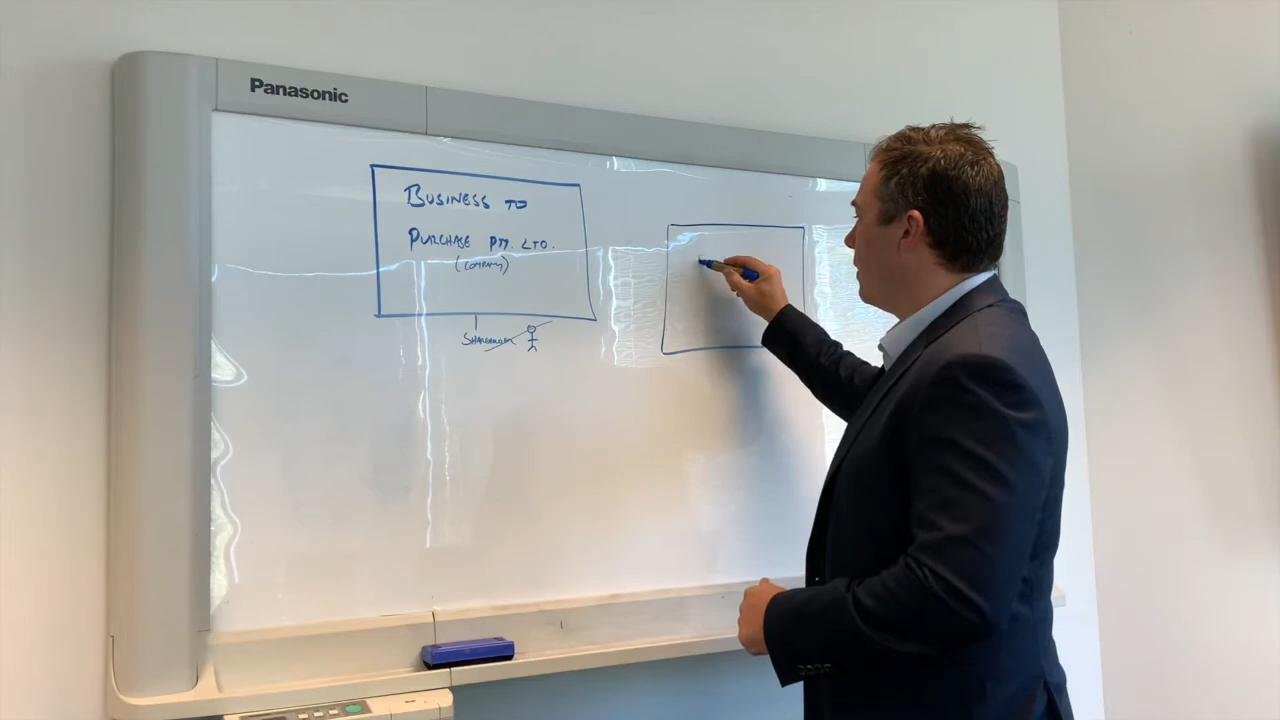 Panasonic
BUSINESS TO
PURCHASE PTY. LTD.
(COMPANY)
SHAREHOLDER